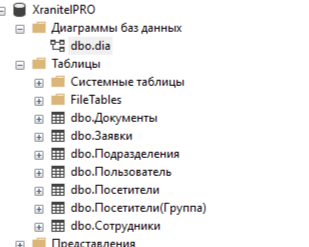 XranitelPRO
Диаграммы баз данных
dbo.dia
Таблицы
Системные таблицы
FileTables
dbo.Документы
dbo.Заявки
dbo.Подразделения
dbo.Пользователь
dbo.Посетители
dbo.Посетители(Группа)
dbo.Сотрудники
Представления